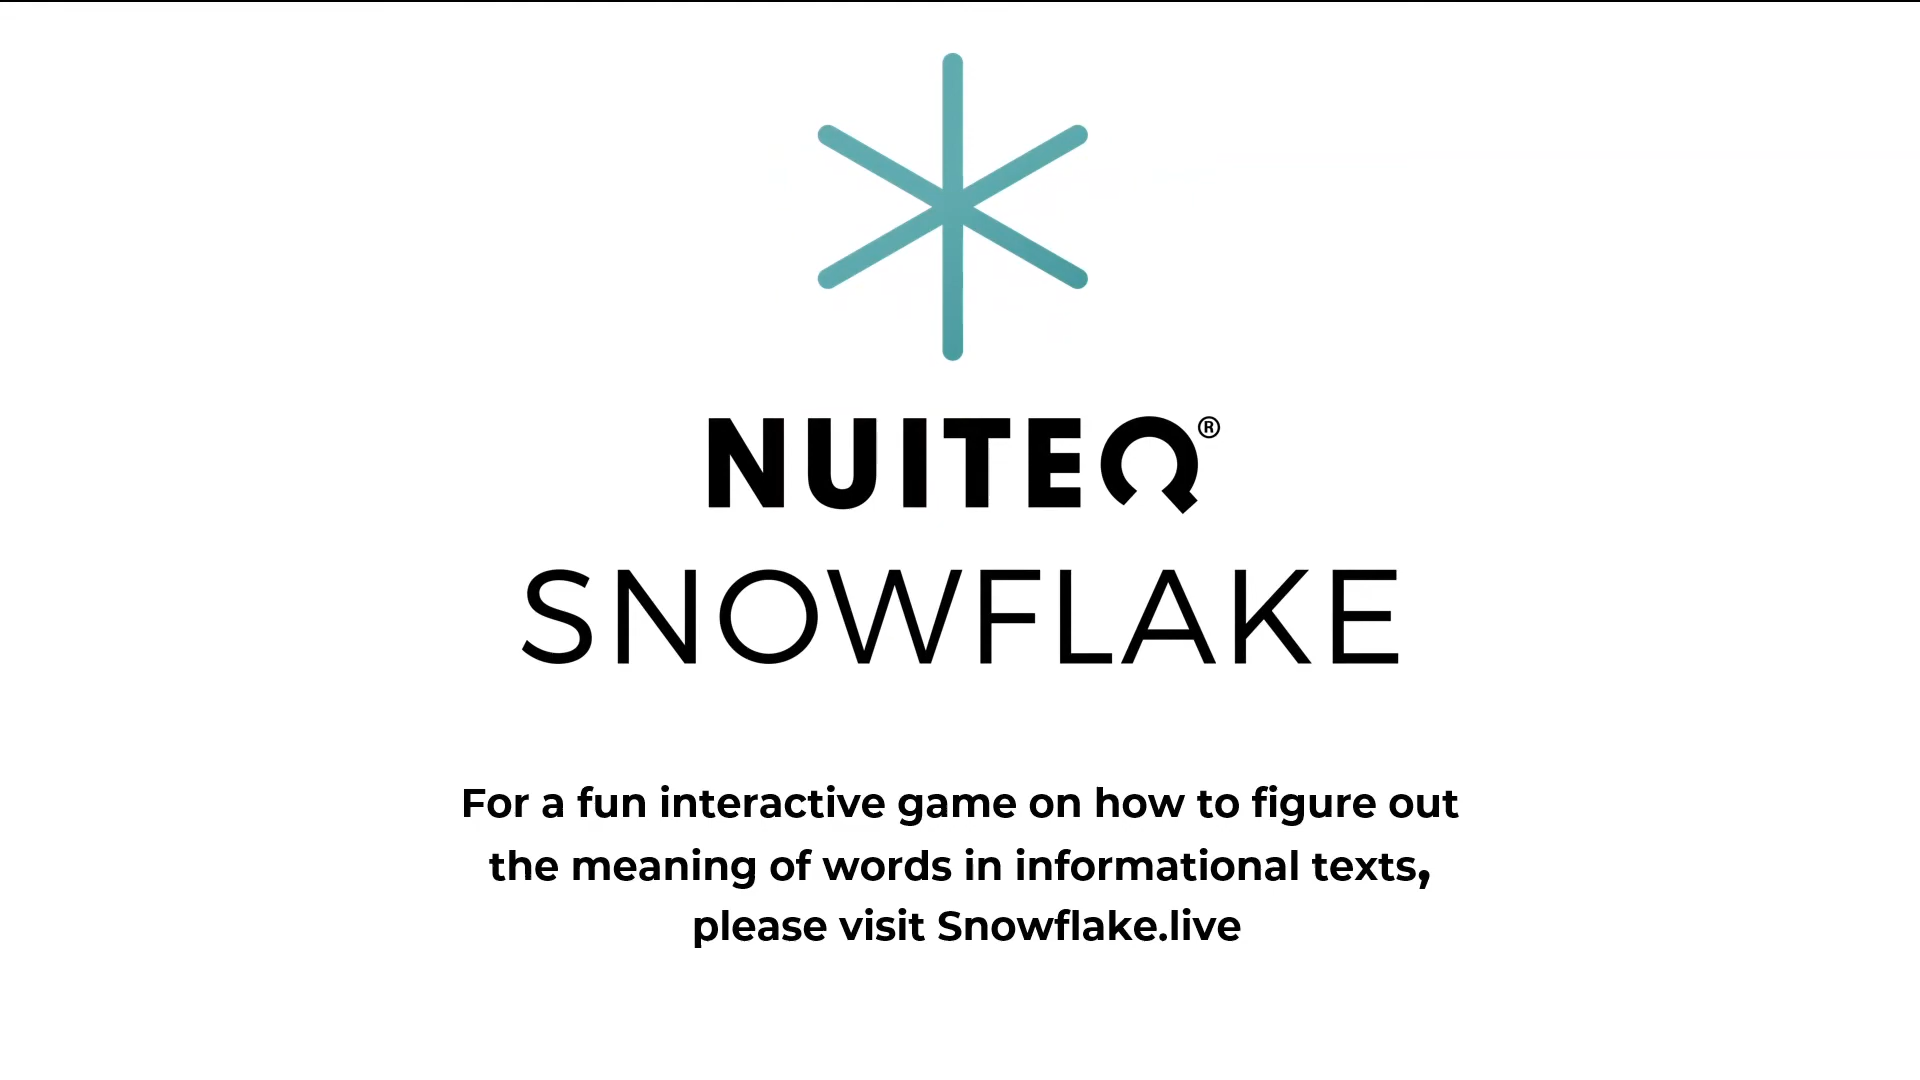 NUITEQ®
SNOWFLAKE
For a fun interactive game on how to figure out
the meaning of words in informational texts,
please visit Snowflake.live